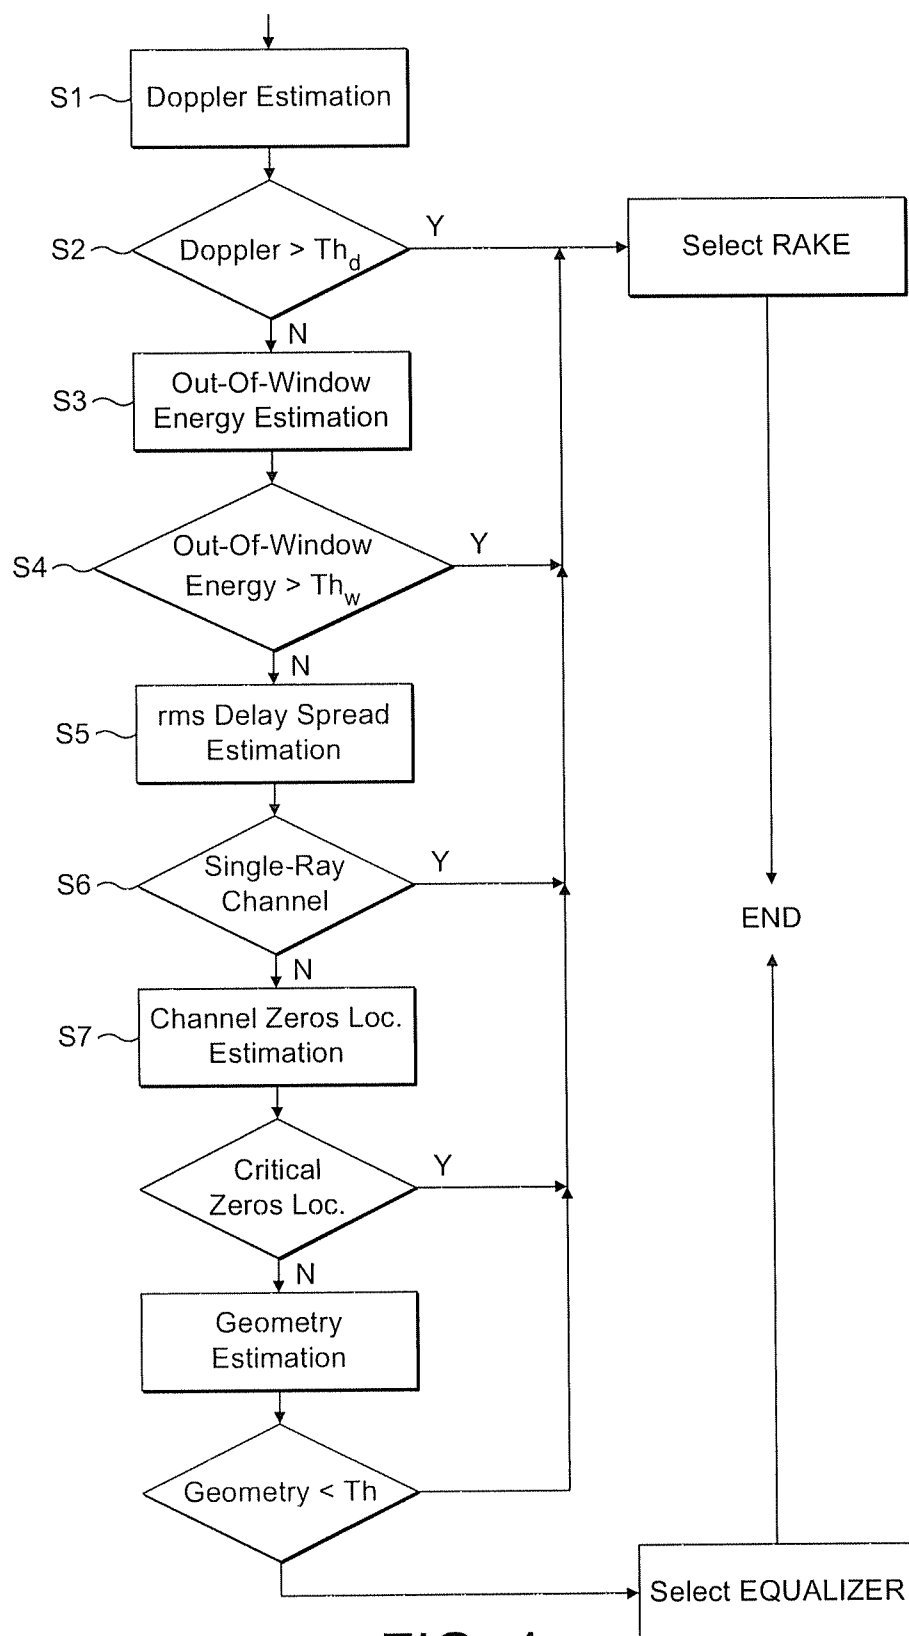 S1
Doppler Estimation
S2
Doppler > Th_d
Y
Select RAKE
N
S3
Out-Of-Window
Energy Estimation
S4
Out-Of-Window
Energy > Th_w
Y
N
S5
rms Delay Spread
Estimation
S6
Single-Ray
Channel
Y
END
N
S7
Channel Zeros Loc.
Estimation
Critical
Zeros Loc.
Y
N
Geometry
Estimation
Geometry < Th
Select EQUALIZER